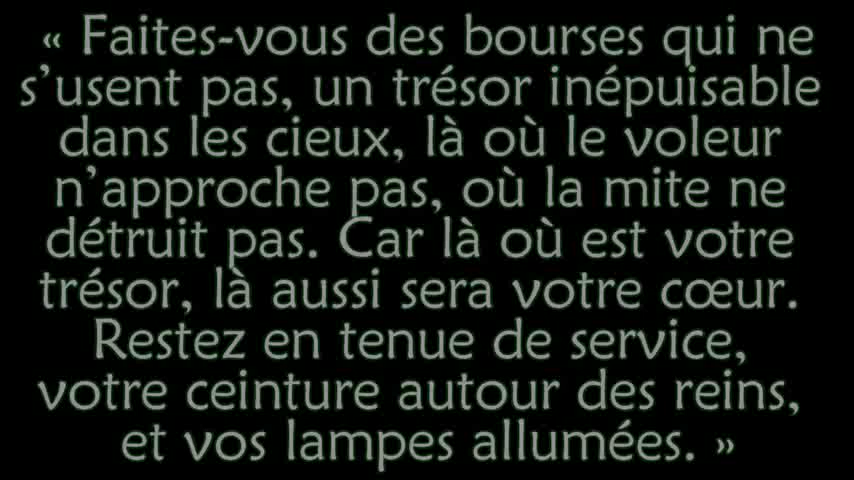 « Faites-vous des bourses qui ne
s’usent pas, un trésor inépuisable
dans les cieux, là où le voleur
n’approche pas, où la mite ne
détruit pas. Car là où est votre
trésor, là aussi sera votre cœur.
Restez en tenue de service,
votre ceinture autour des reins,
et vos lampes allumées. »